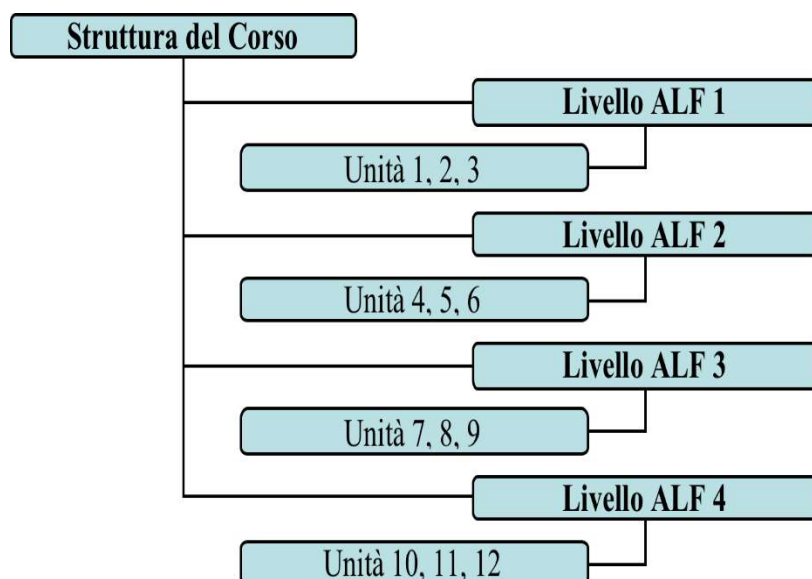 Struttura del Corso
Livello ALF 1
Unità 1, 2, 3
Livello ALF 2
Unità 4, 5, 6
Livello ALF 3
Unità 7, 8, 9
Livello ALF 4
Unità 10, 11, 12